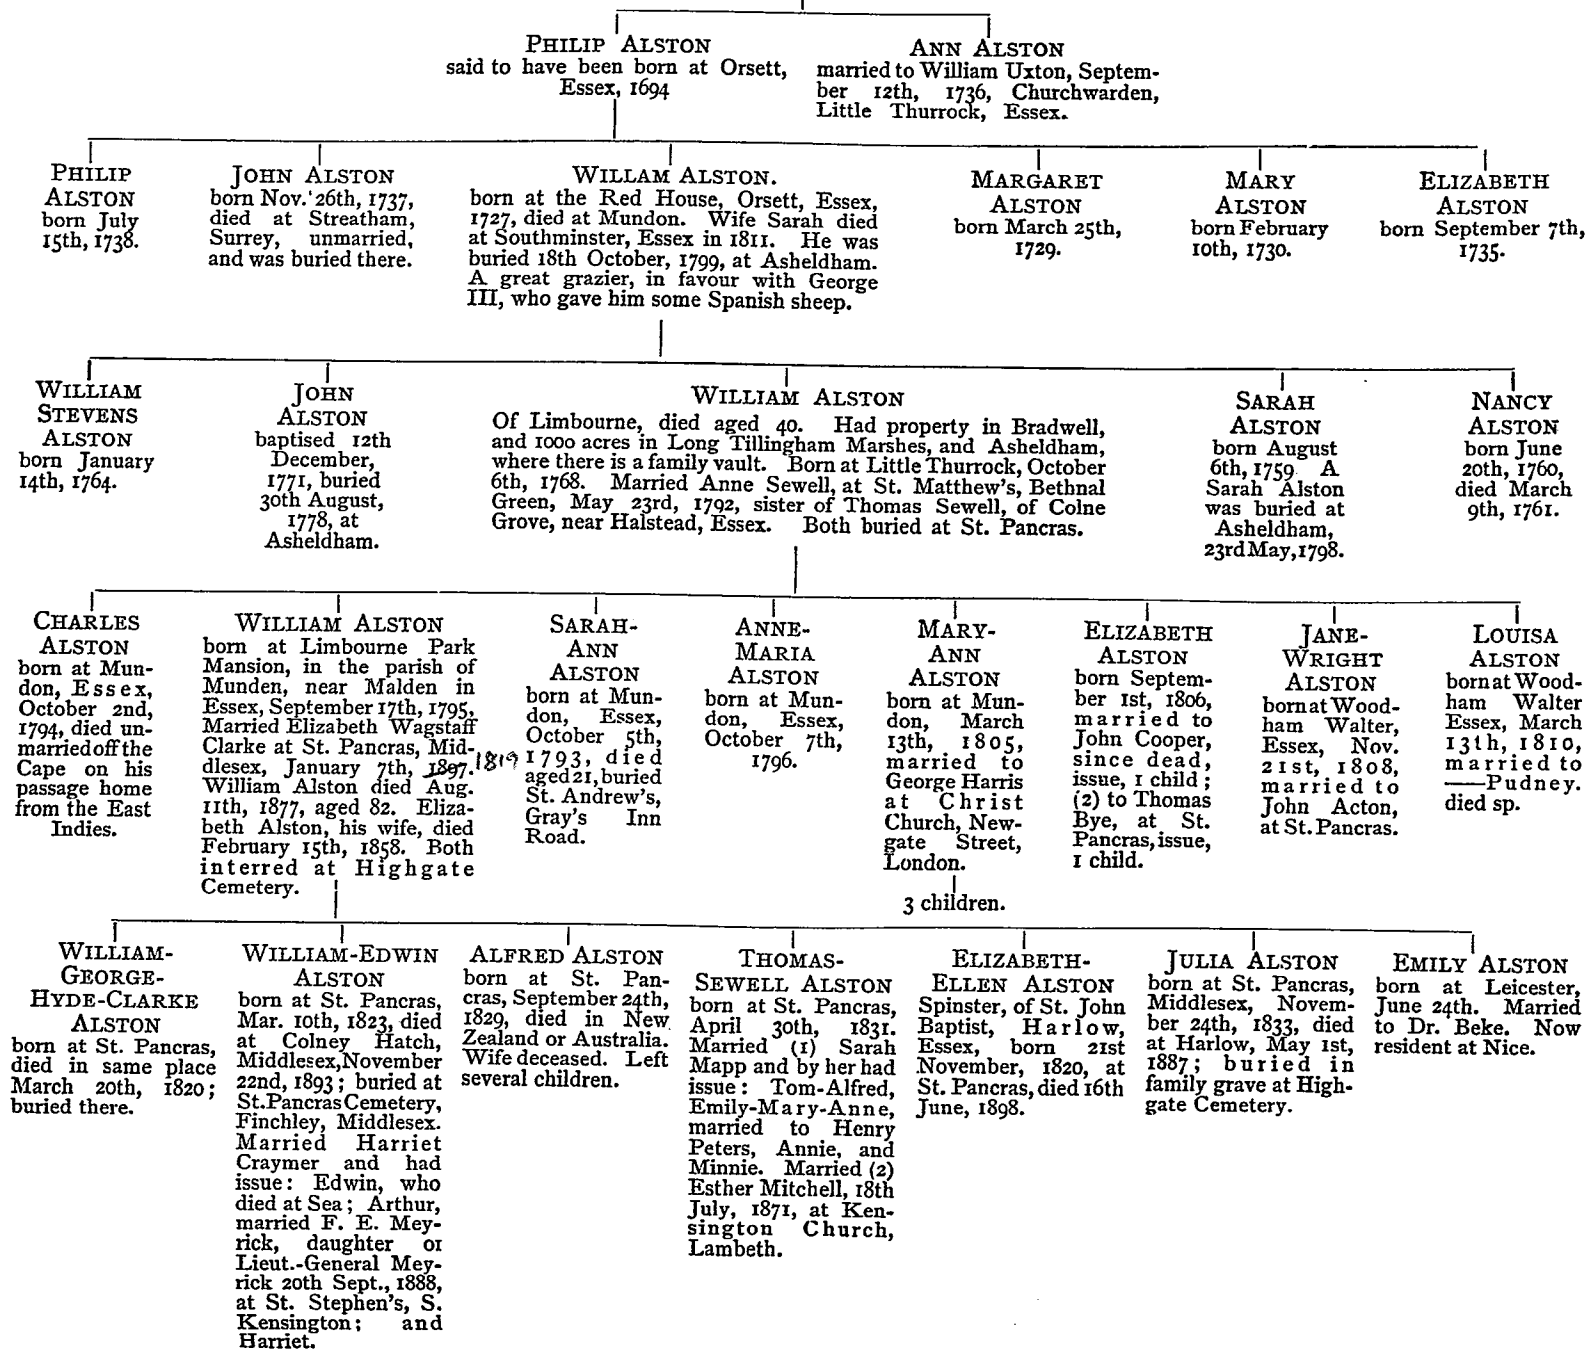 PHILIP ALSTON
said to have been born at Orsett,
Essex, 1694
ANN ALSTON
married to William Uxton, Septem-
ber 12th, 1736, Churchwarden,
Little Thurrock, Essex.
PHILIP
ALSTON
born July
15th, 1738.
JOHN ALSTON
born Nov. 26th, 1737,
died at Streatham,
Surrey, unmarried,
and was buried there.
WILLAM ALSTON.
born at the Red House, Orsett, Essex,
1727, died at Mundon. Wife Sarah died
at Southminster, Essex in 1811. He was
buried 18th October, 1799, at Asheldham.
A great grazier, in favour with George
III, who gave him some Spanish sheep.
MARGARET
ALSTON
born March 25th,
1729.
MARY
ALSTON
born February
10th, 1730.
ELIZABETH
ALSTON
born September 7th,
1735.
WILLIAM
STEVENS
ALSTON
born January
14th, 1764.
JOHN
ALSTON
baptised 12th
December,
1771, buried
30th August,
1778, at
Asheldham.
WILLIAM ALSTON
Of Limbourne, died aged 40. Had property in Bradwell,
and 1000 acres in Long Tillingham Marshes, and Asheldham,
where there is a family vault. Born at Little Thurrock, October
6th, 1768. Married Anne Sewell, at St. Matthew's, Bethnal
Green, May 23rd, 1792, sister of Thomas Sewell, of Colne
Grove, near Halstead, Essex. Both buried at St. Pancras.
SARAH
ALSTON
born August
6th, 1759 A
Sarah Alston
was buried at
Asheldham,
23rd May, 1798.
NANCY
ALSTON
born June
20th, 1760,
died March
9th, 1761.
CHARLES
ALSTON
born at Mun-
don, Essex,
October 2nd,
1794, died un-
married off the
Cape on his
passage home
from the East
Indies.
WILLIAM ALSTON
born at Limbourne Park
Mansion, in the parish of
Munden, near Malden in
Essex, September 17th, 1795,
Married Elizabeth Wagstaff
Clarke at St. Pancras, Mid-
dlesex, January 7th, 1897. 1819
William Alston died Aug.
11th, 1877, aged 82. Eliza-
beth Alston, his wife, died
February 15th, 1858. Both
interred at Highgate
Cemetery.
SARAH-
ANN
ALSTON
born at Mun-
don, Essex,
October 5th,
1793, died
aged 21, buried
St. Andrew's,
Gray's Inn
Road.
ANNE-
MARIA
ALSTON
born at Mun-
don, Essex,
October 7th,
1796.
MARY-
ANN
ALSTON
born at Mun-
don, March
13th, 1805,
married to
George Harris
at Christ
Church, New-
gate Street,
London.
3 children.
ELIZABETH
ALSTON
born Septem-
ber 1st, 1806,
married to
John Cooper,
since dead,
issue, 1 child;
(2) to Thomas
Bye, at St.
Pancras, issue,
1 child.
JANE-
WRIGHT
ALSTON
born at Wood-
ham Walter,
Essex, Nov.
21st, 1808,
married to
John Acton,
at St. Pancras.
LOUISA
ALSTON
born at Wood-
ham Walter
Essex, March
13th, 1810,
married to
——Pudney.
died sp.
WILLIAM-
GEORGE-
HYDE-CLARKE
ALSTON
born at St. Pancras,
died in same place
March 20th, 1820;
buried there.
WILLIAM-EDWIN
ALSTON
born at St. Pancras,
Mar. 10th, 1823, died
at Colney Hatch,
Middlesex, November
22nd, 1893; buried at
St. Pancras Cemetery,
Finchley, Middlesex.
Married Harriet
Craymer and had
issue: Edwin, who
died at Sea; Arthur,
married F. E. Mey-
rick, daughter or
Lieut.-General Mey-
rick 20th Sept., 1888,
at St. Stephen's, S.
Kensington; and
Harriet.
ALFRED ALSTON
born at St. Pan-
cras, September 24th,
1829, died in New
Zealand or Australia.
Wife deceased. Left
several children.
THOMAS-
SEWELL ALSTON
born at St. Pancras,
April 30th, 1831.
Married (1) Sarah
Mapp and by her had
issue: Tom-Alfred,
Emily-Mary-Anne,
married to Henry
Peters, Annie, and
Minnie. Married (2)
Esther Mitchell, 18th
July, 1871, at Ken-
sington Church,
Lambeth.
ELIZABETH-
ELLEN ALSTON
Spinster, of St. John
Baptist, Harlow,
Essex, born 21st
November, 1820, at
St. Pancras, died 16th
June, 1898.
JULIA ALSTON
born at St. Pancras,
Middlesex, Novem-
ber 24th, 1833, died
at Harlow, May 1st,
1887; buried in
family grave at High-
gate Cemetery.
EMILY ALSTON
born at Leicester,
June 24th. Married
to Dr. Beke. Now
resident at Nice.